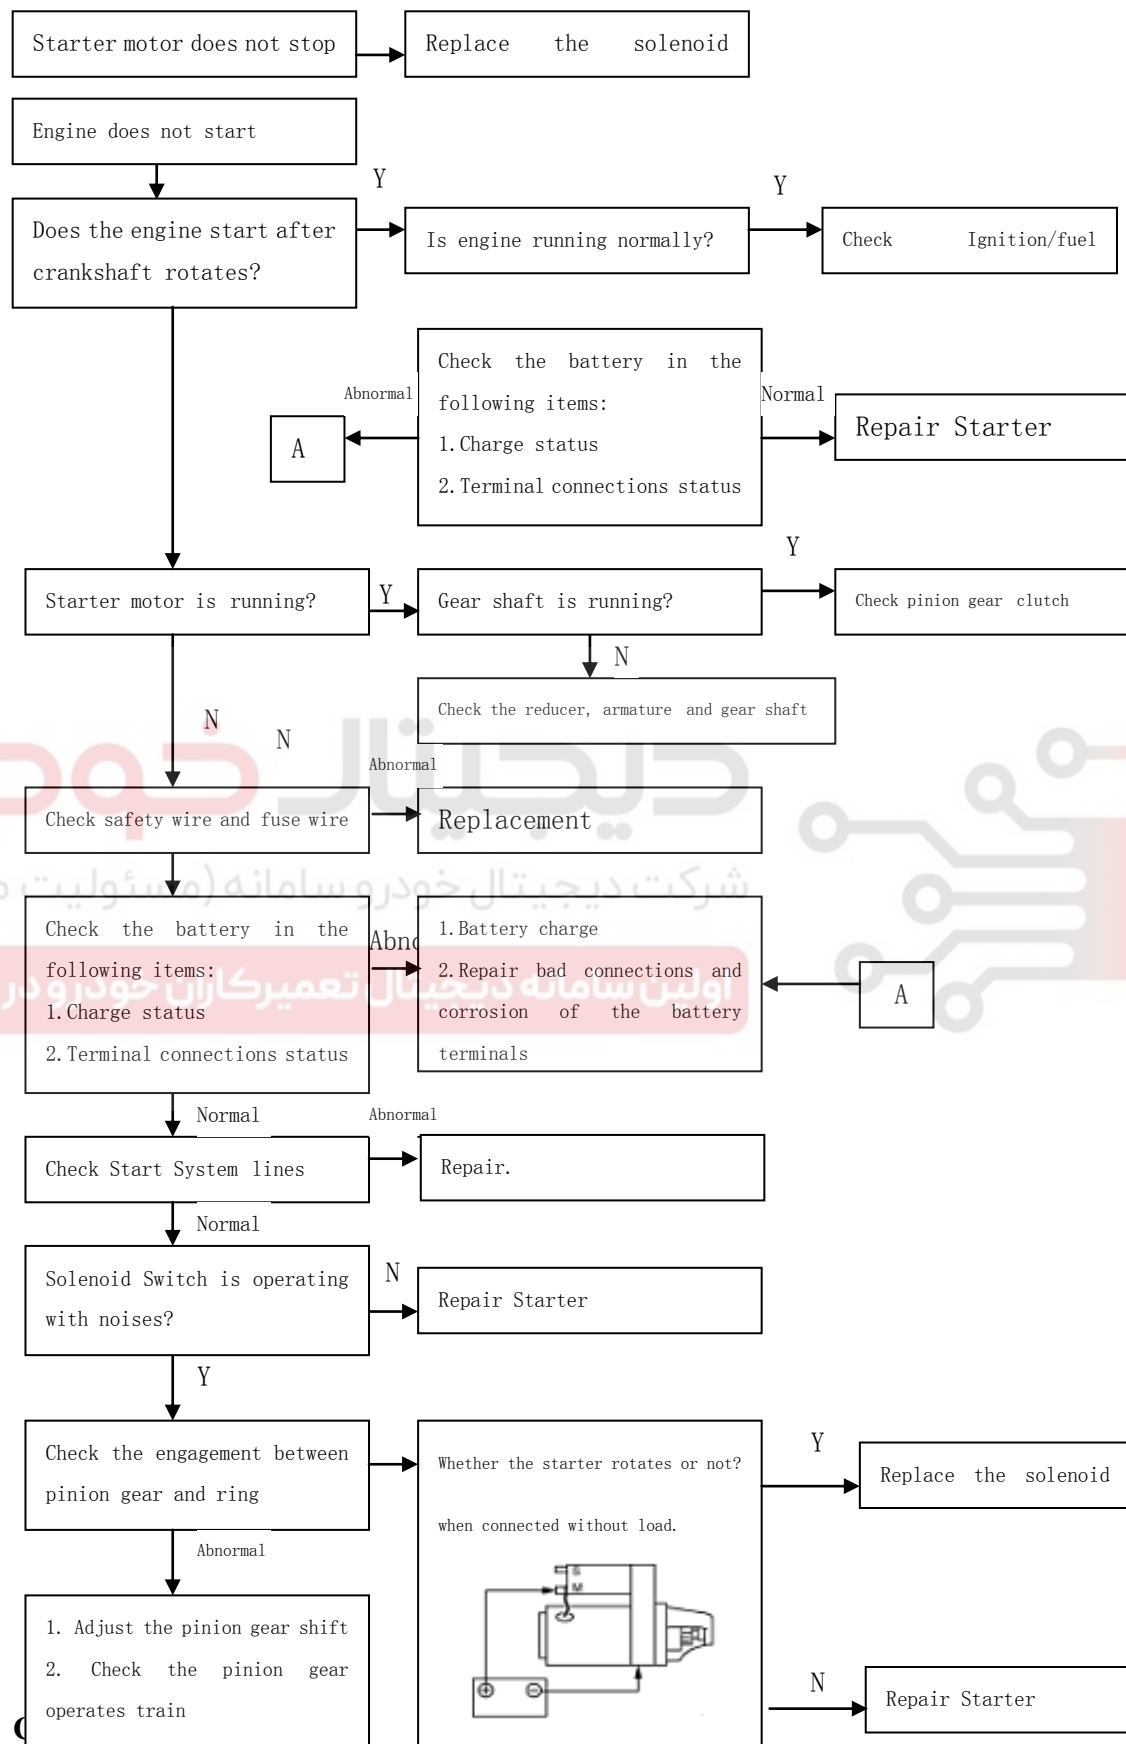 Starter motor does not stop
Replace the solenoid
Engine does not start
Y
Y
Does the engine start after
crankshaft rotates?
Is engine running normally?
Check Ignition/fuel
Check the battery in the
following items:
1.Charge status
2.Terminal connections status
Abnormal
Normal
A
Repair Starter
Y
Starter motor is running?
Y
Gear shaft is running?
Check pinion gear clutch
N
Check the reducer, armature and gear shaft
N
N
دیجیتال خود
Abnormal
Check safety wire and fuse wire
Replacement
شرکت دیجیتال خودرو سامانه (مسئولیت
Check the battery in the
following items:
1.Charge status
2.Terminal connections status
Abno
1.Battery charge
2.Repair bad connections and
corrosion of the battery
terminals
A
اولین سامانه دیجیتال تعمیرکاران خودرو در
Normal
Abnormal
Check Start System lines
Repair.
Normal
Solenoid Switch is operating
with noises?
N
Repair Starter
Y
Check the engagement between
pinion gear and ring
Whether the starter rotates or not?
when connected without load.
Y
Replace the solenoid
Abnormal
S
M
1. Adjust the pinion gear shift
2. Check the pinion gear
operates train
N
Repair Starter